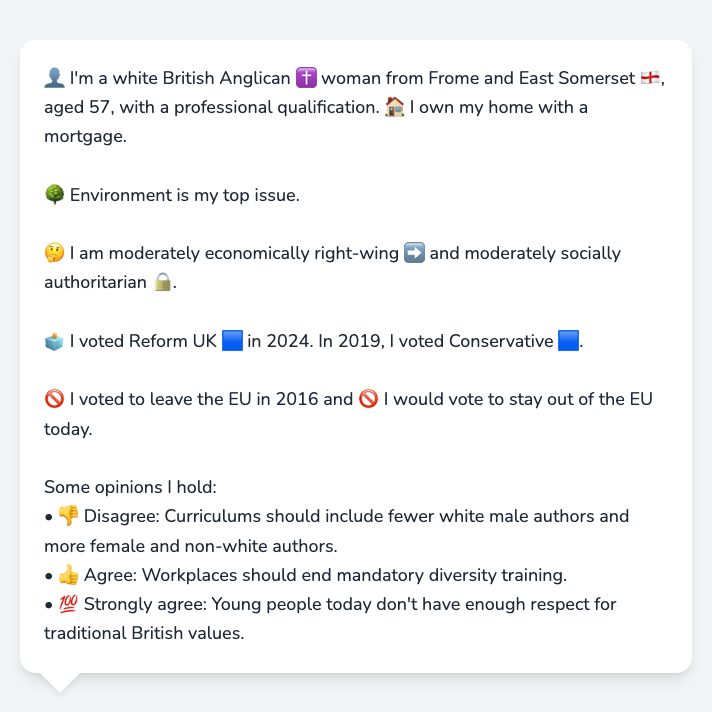 👤 I'm a white British Anglican ✝️ woman from Frome and East Somerset 🏴󠁧󠁢󠁥󠁮󠁧󠁿,
aged 57, with a professional qualification. 🏠 I own my home with a
mortgage.
🌳 Environment is my top issue.
🤔 I am moderately economically right-wing ➡️ and moderately socially
authoritarian 🔒.
🗳️ I voted Reform UK 🟦 in 2024. In 2019, I voted Conservative 🟦.
🚫 I voted to leave the EU in 2016 and 🚫 I would vote to stay out of the EU
today.
Some opinions I hold:
• 👎 Disagree: Curriculums should include fewer white male authors and
more female and non-white authors.
• 👍 Agree: Workplaces should end mandatory diversity training.
• 💯 Strongly agree: Young people today don't have enough respect for
traditional British values.